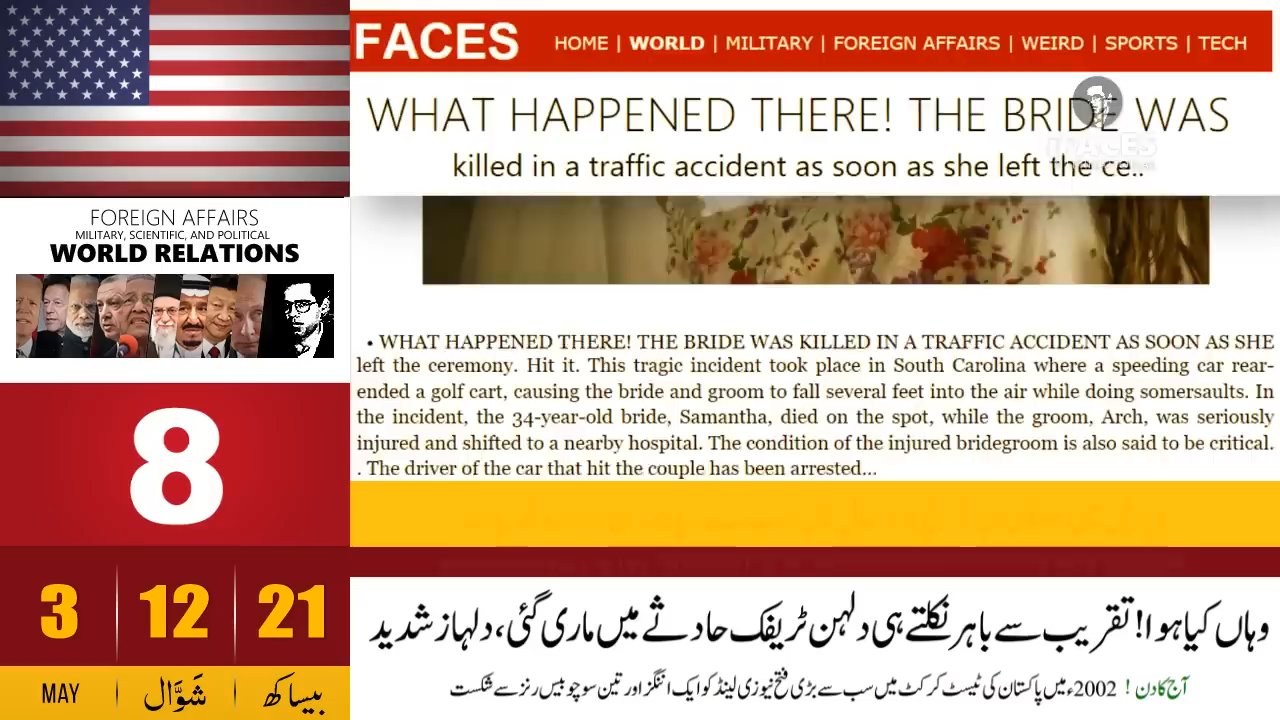 FACES
HOME | WORLD | MILITARY | FOREIGN AFFAIRS | WEIRD | SPORTS | TECH
WHAT HAPPENED THERE! THE BRIDE WAS
killed in a traffic accident as soon as she left the ce..
FOREIGN AFFAIRS
MILITARY, SCIENTIFIC, AND POLITICAL
WORLD RELATIONS
• WHAT HAPPENED THERE! THE BRIDE WAS KILLED IN A TRAFFIC ACCIDENT AS SOON AS SHE
left the ceremony. Hit it. This tragic incident took place in South Carolina where a speeding car rear-
ended a golf cart, causing the bride and groom to fall several feet into the air while doing somersaults. In
the incident, the 34-year-old bride, Samantha, died on the spot, while the groom, Arch, was seriously
injured and shifted to a nearby hospital. The condition of the injured bridegroom is also said to be critical.
. The driver of the car that hit the couple has been arrested...
8
3 12 21
MAY شَوَّال بیساکھ
وہاں کیا ہوا! تقریب سے باہر نکلتے ہی دلہن ٹریفک حادثے میں ماری گئی، دلہا ز شدید
آج کا دن ! 2002ء میں پاکستان کی ٹیسٹ کرکٹ میں سب سے بڑی فتح نیوزی لینڈ کو ایک اننگز اور تین سو چوبیس رنز سے شکست